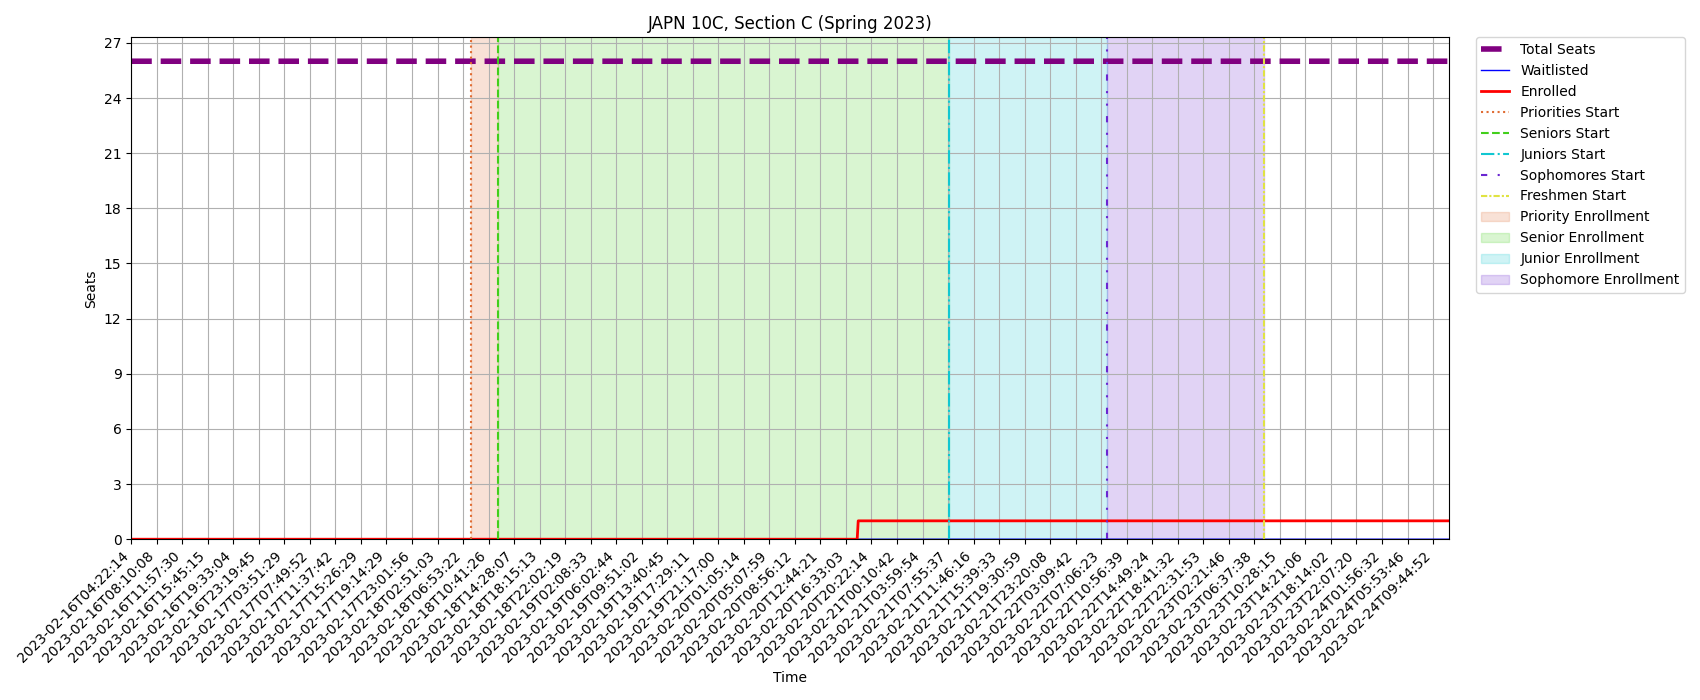 JAPN 10C, Section C (Spring 2023)
Seats
27
24
21
18
15
12
9
6
3
0
2023-02-16T04:22:14
2023-02-16T08:10:08
2023-02-16T11:57:30
2023-02-16T15:45:15
2023-02-16T19:33:04
2023-02-16T23:19:45
2023-02-17T03:51:29
2023-02-17T07:49:52
2023-02-17T11:37:42
2023-02-17T15:26:29
2023-02-17T19:14:29
2023-02-17T23:01:56
2023-02-18T02:51:03
2023-02-18T06:53:22
2023-02-18T10:41:26
2023-02-18T14:28:07
2023-02-18T18:15:13
2023-02-18T22:02:19
2023-02-19T02:08:33
2023-02-19T06:02:44
2023-02-19T09:51:02
2023-02-19T13:40:45
2023-02-19T17:29:11
2023-02-19T21:17:00
2023-02-20T01:05:14
2023-02-20T05:07:59
2023-02-20T08:56:12
2023-02-20T12:44:21
2023-02-20T16:33:03
2023-02-20T20:22:14
2023-02-21T00:10:42
2023-02-21T03:59:54
2023-02-21T07:55:37
2023-02-21T11:46:16
2023-02-21T15:39:33
2023-02-21T19:30:59
2023-02-21T23:20:08
2023-02-22T03:09:42
2023-02-22T07:06:23
2023-02-22T10:56:39
2023-02-22T14:49:24
2023-02-22T18:41:32
2023-02-22T22:31:53
2023-02-23T02:21:46
2023-02-23T06:37:38
2023-02-23T10:28:15
2023-02-23T14:21:06
2023-02-23T18:14:02
2023-02-23T22:07:20
2023-02-24T01:56:32
2023-02-24T05:53:46
2023-02-24T09:44:52
Time
Total Seats
Waitlisted
Enrolled
Priorities Start
Seniors Start
Juniors Start
Sophomores Start
Freshmen Start
Priority Enrollment
Senior Enrollment
Junior Enrollment
Sophomore Enrollment